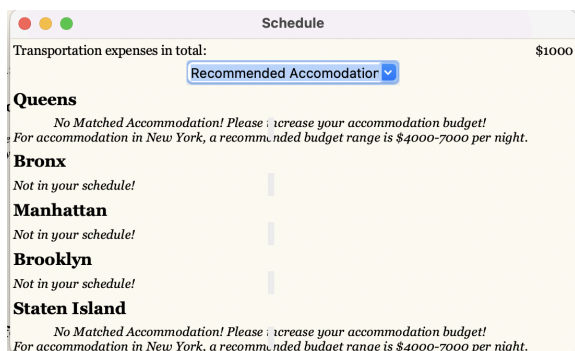 Schedule
Transportation expenses in total: $1000
Recommended Accomodation
Queens
No Matched Accommodation! Please increase your accommodation budget!
For accommodation in New York, a recommended budget range is $4000-7000 per night.
Bronx
Not in your schedule!
Manhattan
Not in your schedule!
Brooklyn
Not in your schedule!
Staten Island
No Matched Accommodation! Please increase your accommodation budget!
For accommodation in New York, a recommended budget range is $4000-7000 per night.